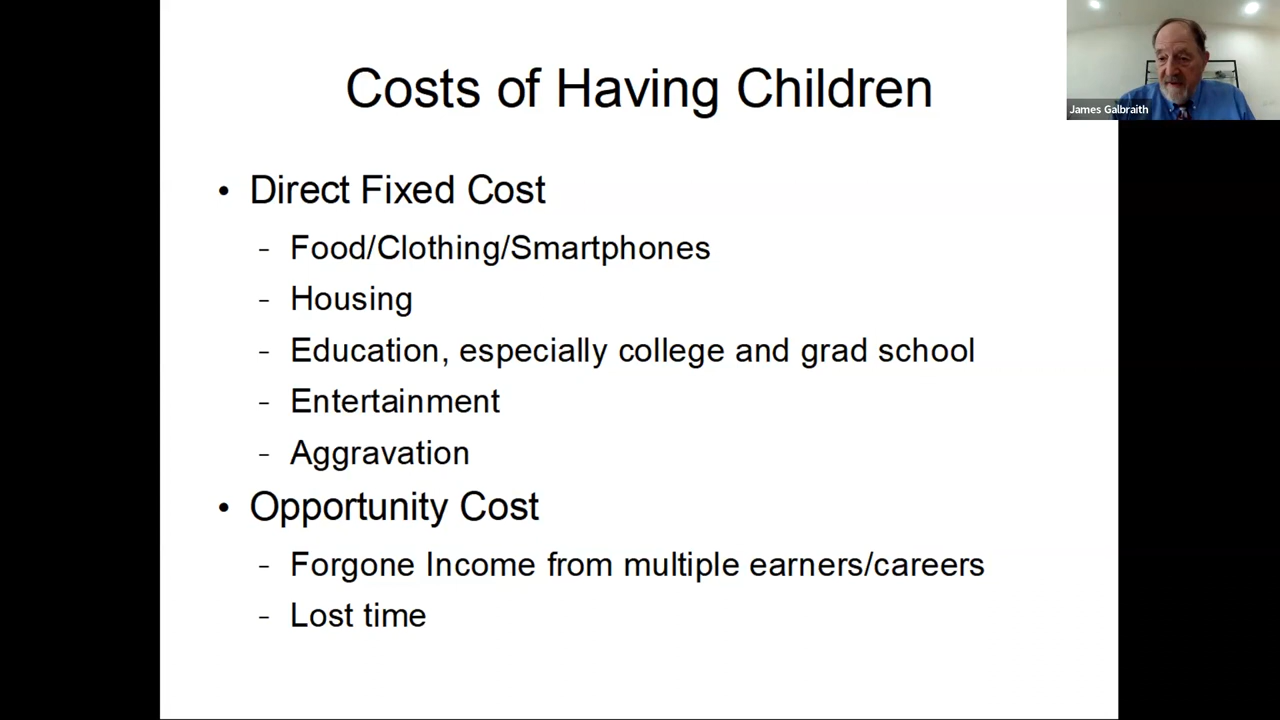 Costs of Having Children
James Galbraith
• Direct Fixed Cost
– Food/Clothing/Smartphones
– Housing
– Education, especially college and grad school
– Entertainment
– Aggravation
• Opportunity Cost
– Forgone Income from multiple earners/careers
– Lost time